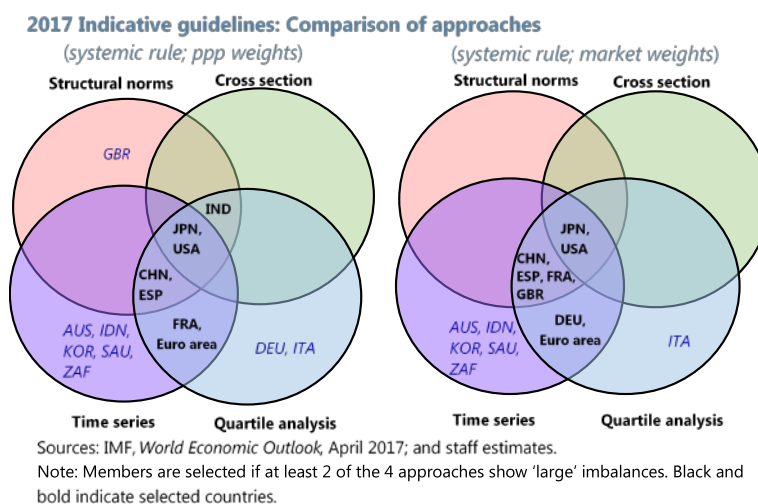 2017 Indicative guidelines: Comparison of approaches
(systemic rule; ppp weights)
Structural norms
Cross section
GBR
IND
JPN,
USA
CHN,
ESP
FRA,
Euro area
AUS, IDN,
KOR, SAU,
ZAF
DEU, ITA
Time series
Quartile analysis
(systemic rule; market weights)
Structural norms
Cross section
JPN,
USA
CHN,
ESP, FRA,
GBR
DEU,
Euro area
AUS, IDN,
KOR, SAU,
ZAF
ITA
Time series
Quartile analysis
Sources: IMF, World Economic Outlook, April 2017; and staff estimates.
Note: Members are selected if at least 2 of the 4 approaches show ‘large’ imbalances. Black and
bold indicate selected countries.